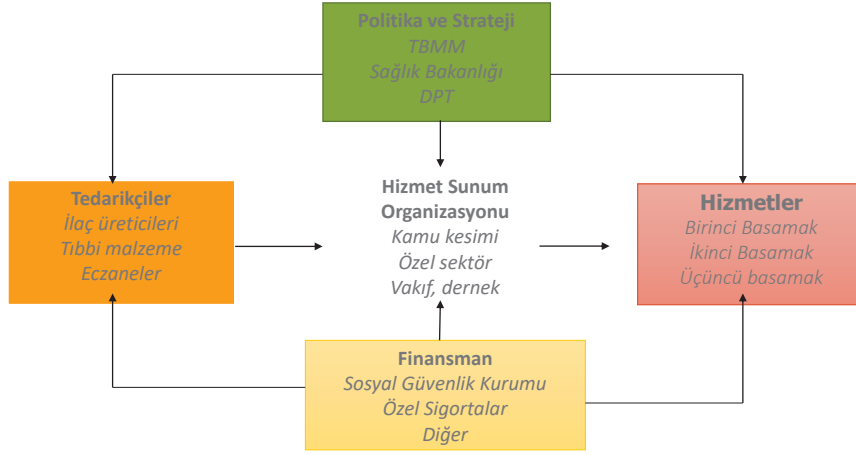 Politika ve Strateji
TBMM
Sağlık Bakanlığı
DPT
Tedarikçiler
İlaç üreticileri
Tıbbi malzeme
Eczaneler
Hizmet Sunum
Organizasyonu
Kamu kesimi
Özel sektör
Vakıf, dernek
Hizmetler
Birinci Basamak
İkinci Basamak
Üçüncü basamak
Finansman
Sosyal Güvenlik Kurumu
Özel Sigortalar
Diğer